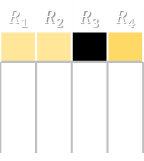 R₁ R₂ R₃ R₄